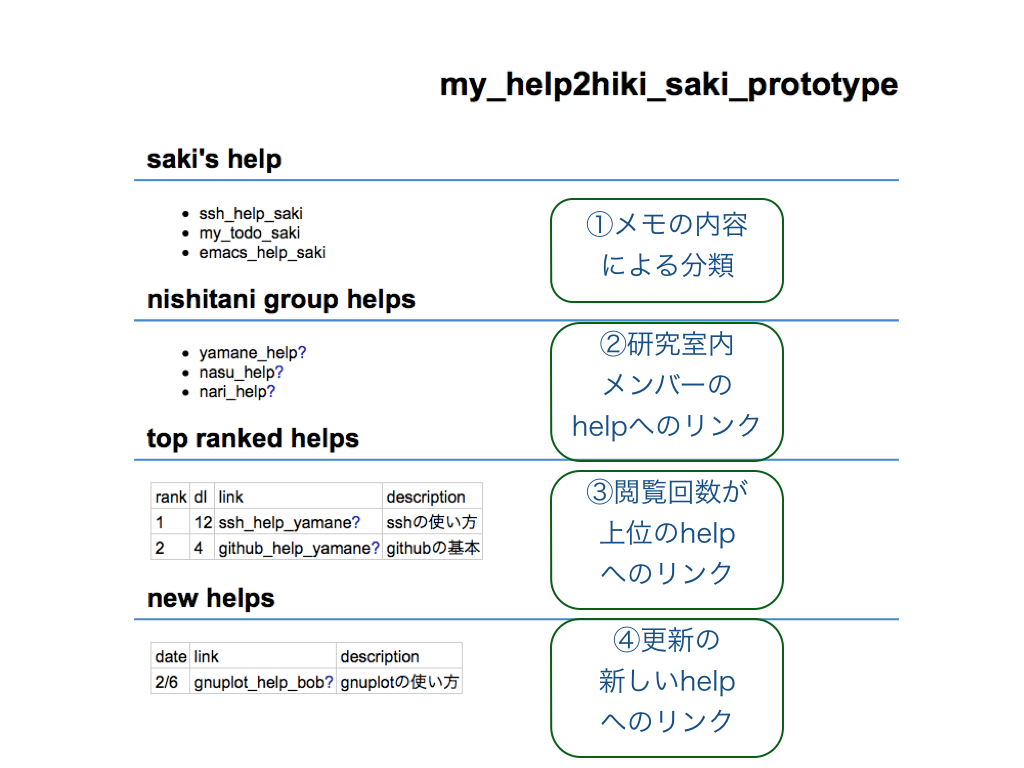 my_help2hiki_saki_prototype
saki's help
ssh_help_saki
my_todo_saki
emacs_help_saki
①メモの内容
による分類
nishitani group helps
yamane_help?
nasu_help?
nari_help?
②研究室内
メンバーの
helpへのリンク
top ranked helps
rank dl link description
1 12 ssh_help_yamane? sshの使い方
2 4 github_help_yamane? githubの基本
③閲覧回数が
上位のhelp
へのリンク
new helps
date link description
2/6 gnuplot_help_bob? gnuplotの使い方
④更新の
新しいhelp
へのリンク